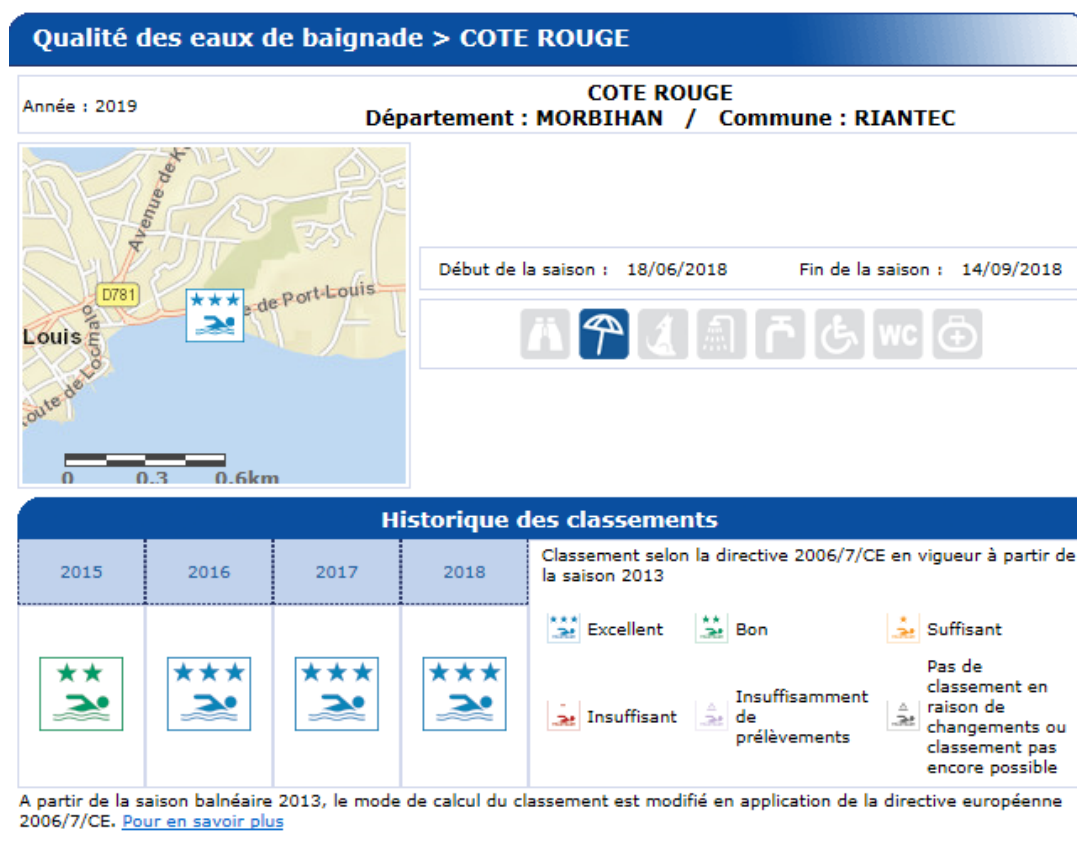 Qualité des eaux de baignade > COTE ROUGE
Année : 2019
COTE ROUGE
Département : MORBIHAN / Commune : RIANTEC
Avenue de K
D781
Louis
e de Port-Louis
Route de Locmalo
0 0.3 0.6km
Début de la saison : 18/06/2018 Fin de la saison : 14/09/2018
WC
Historique des classements
2015 2016 2017 2018
Classement selon la directive 2006/7/CE en vigueur à partir de
la saison 2013
Excellent Bon Suffisant
Insuffisant
Insuffisamment
de
prélèvements
Pas de
classement en
raison de
changements ou
classement pas
encore possible
A partir de la saison balnéaire 2013, le mode de calcul du classement est modifié en application de la directive européenne
2006/7/CE. Pour en savoir plus